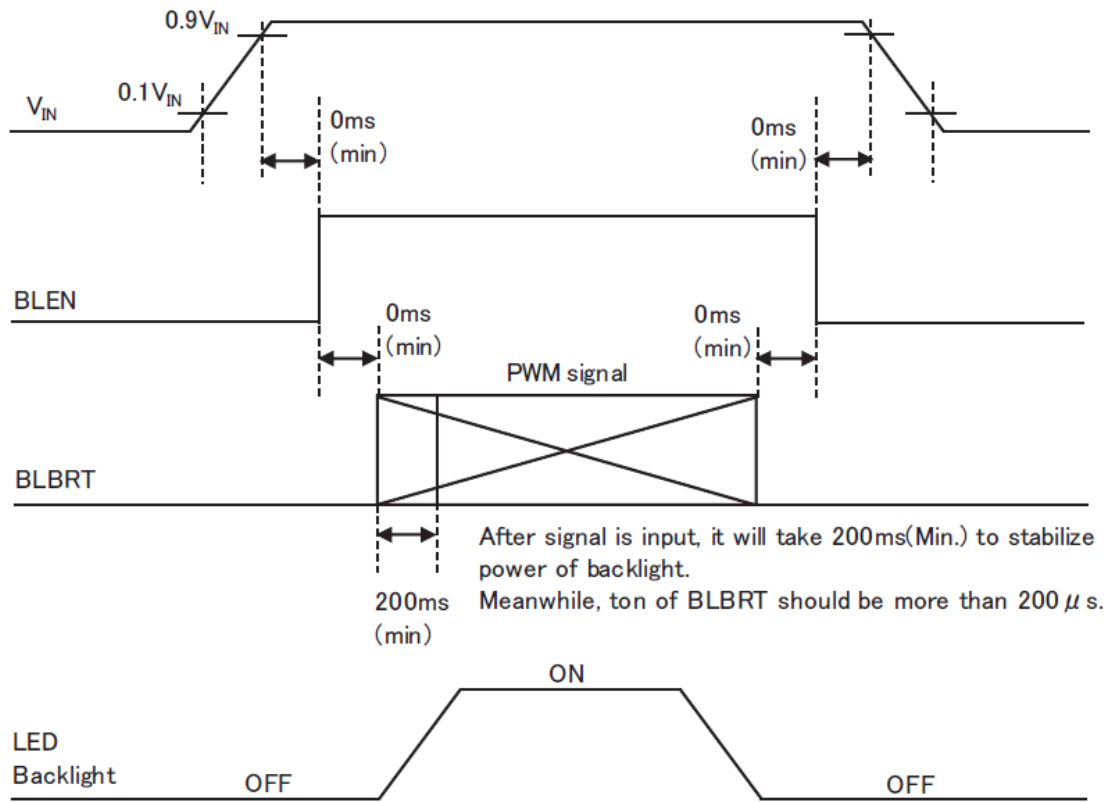 0.9VIN
0.1VIN
VIN
0ms
(min)
0ms
(min)
BLEN
0ms
(min)
0ms
(min)
PWM signal
BLBRT
After signal is input, it will take 200ms(Min.) to stabilize
power of backlight.
200ms
(min)
Meanwhile, ton of BLBRT should be more than 200 μ s.
ON
LED
Backlight
OFF
OFF